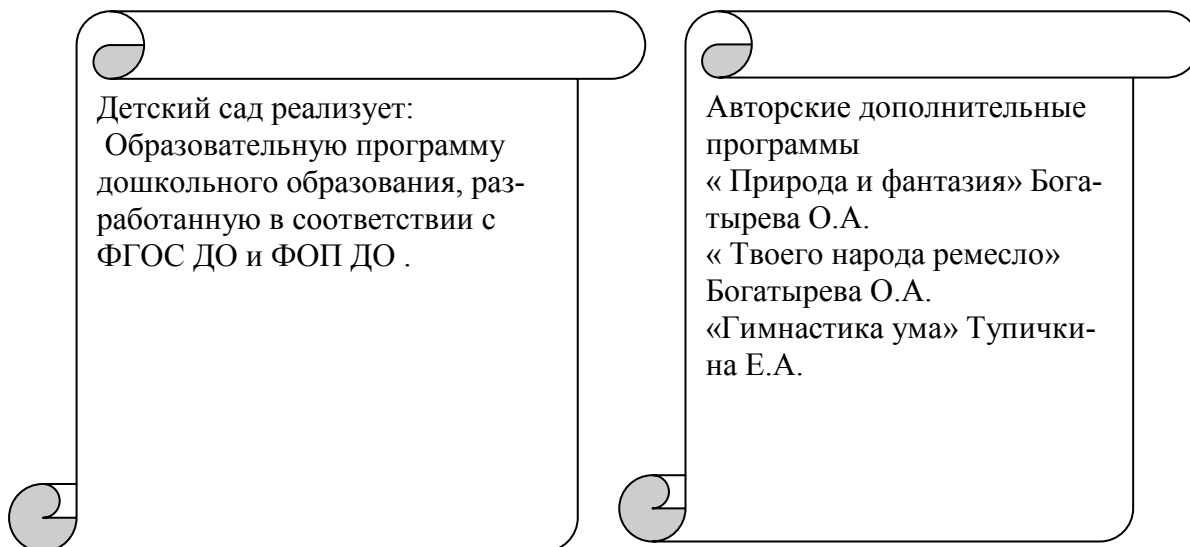 Детский сад реализует:
Образовательную программу
дошкольного образования, раз-
работанную в соответствии с
ФГОС ДО и ФОП ДО .
Авторские дополнительные
программы
« Природа и фантазия» Бога-
тырева О.А.
« Твоего народа ремесло»
Богатырева О.А.
«Гимнастика ума» Тупички-
на Е.А.